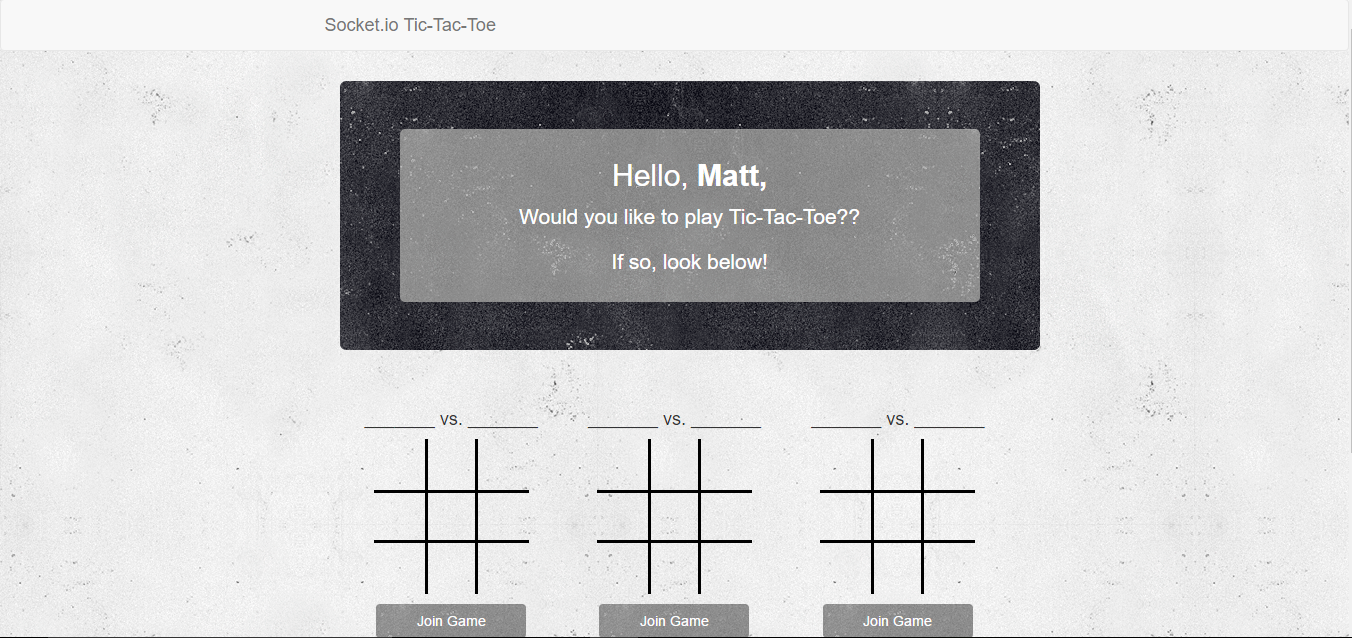 Socket.io Tic-Tac-Toe
Hello, Matt,
Would you like to play Tic-Tac-Toe??
If so, look below!
________ vs. ________ ________ vs. ________ ________ vs. ________
Join Game Join Game Join Game